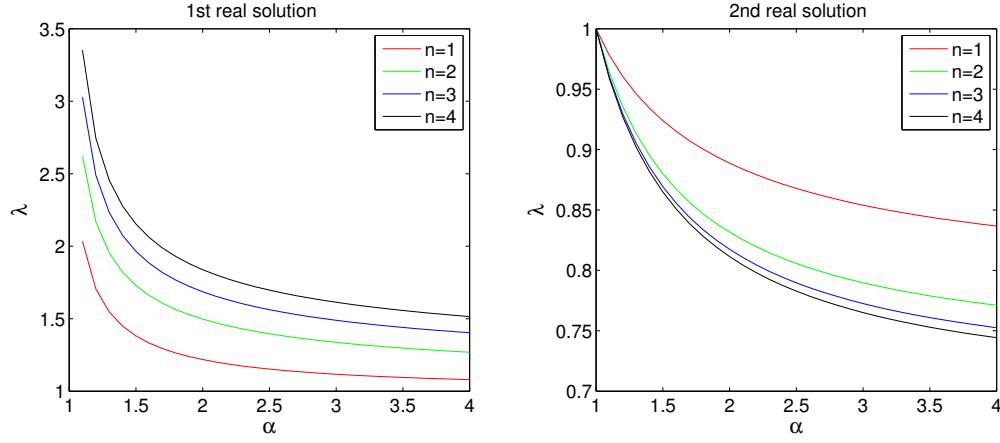 1st real solution
3.5
3
2.5
2
1.5
1
λ
1 1.5 2 2.5 3 3.5 4
α
n=1
n=2
n=3
n=4
2nd real solution
1
0.95
0.9
0.85
0.8
0.75
0.7
λ
1 1.5 2 2.5 3 3.5 4
α
n=1
n=2
n=3
n=4